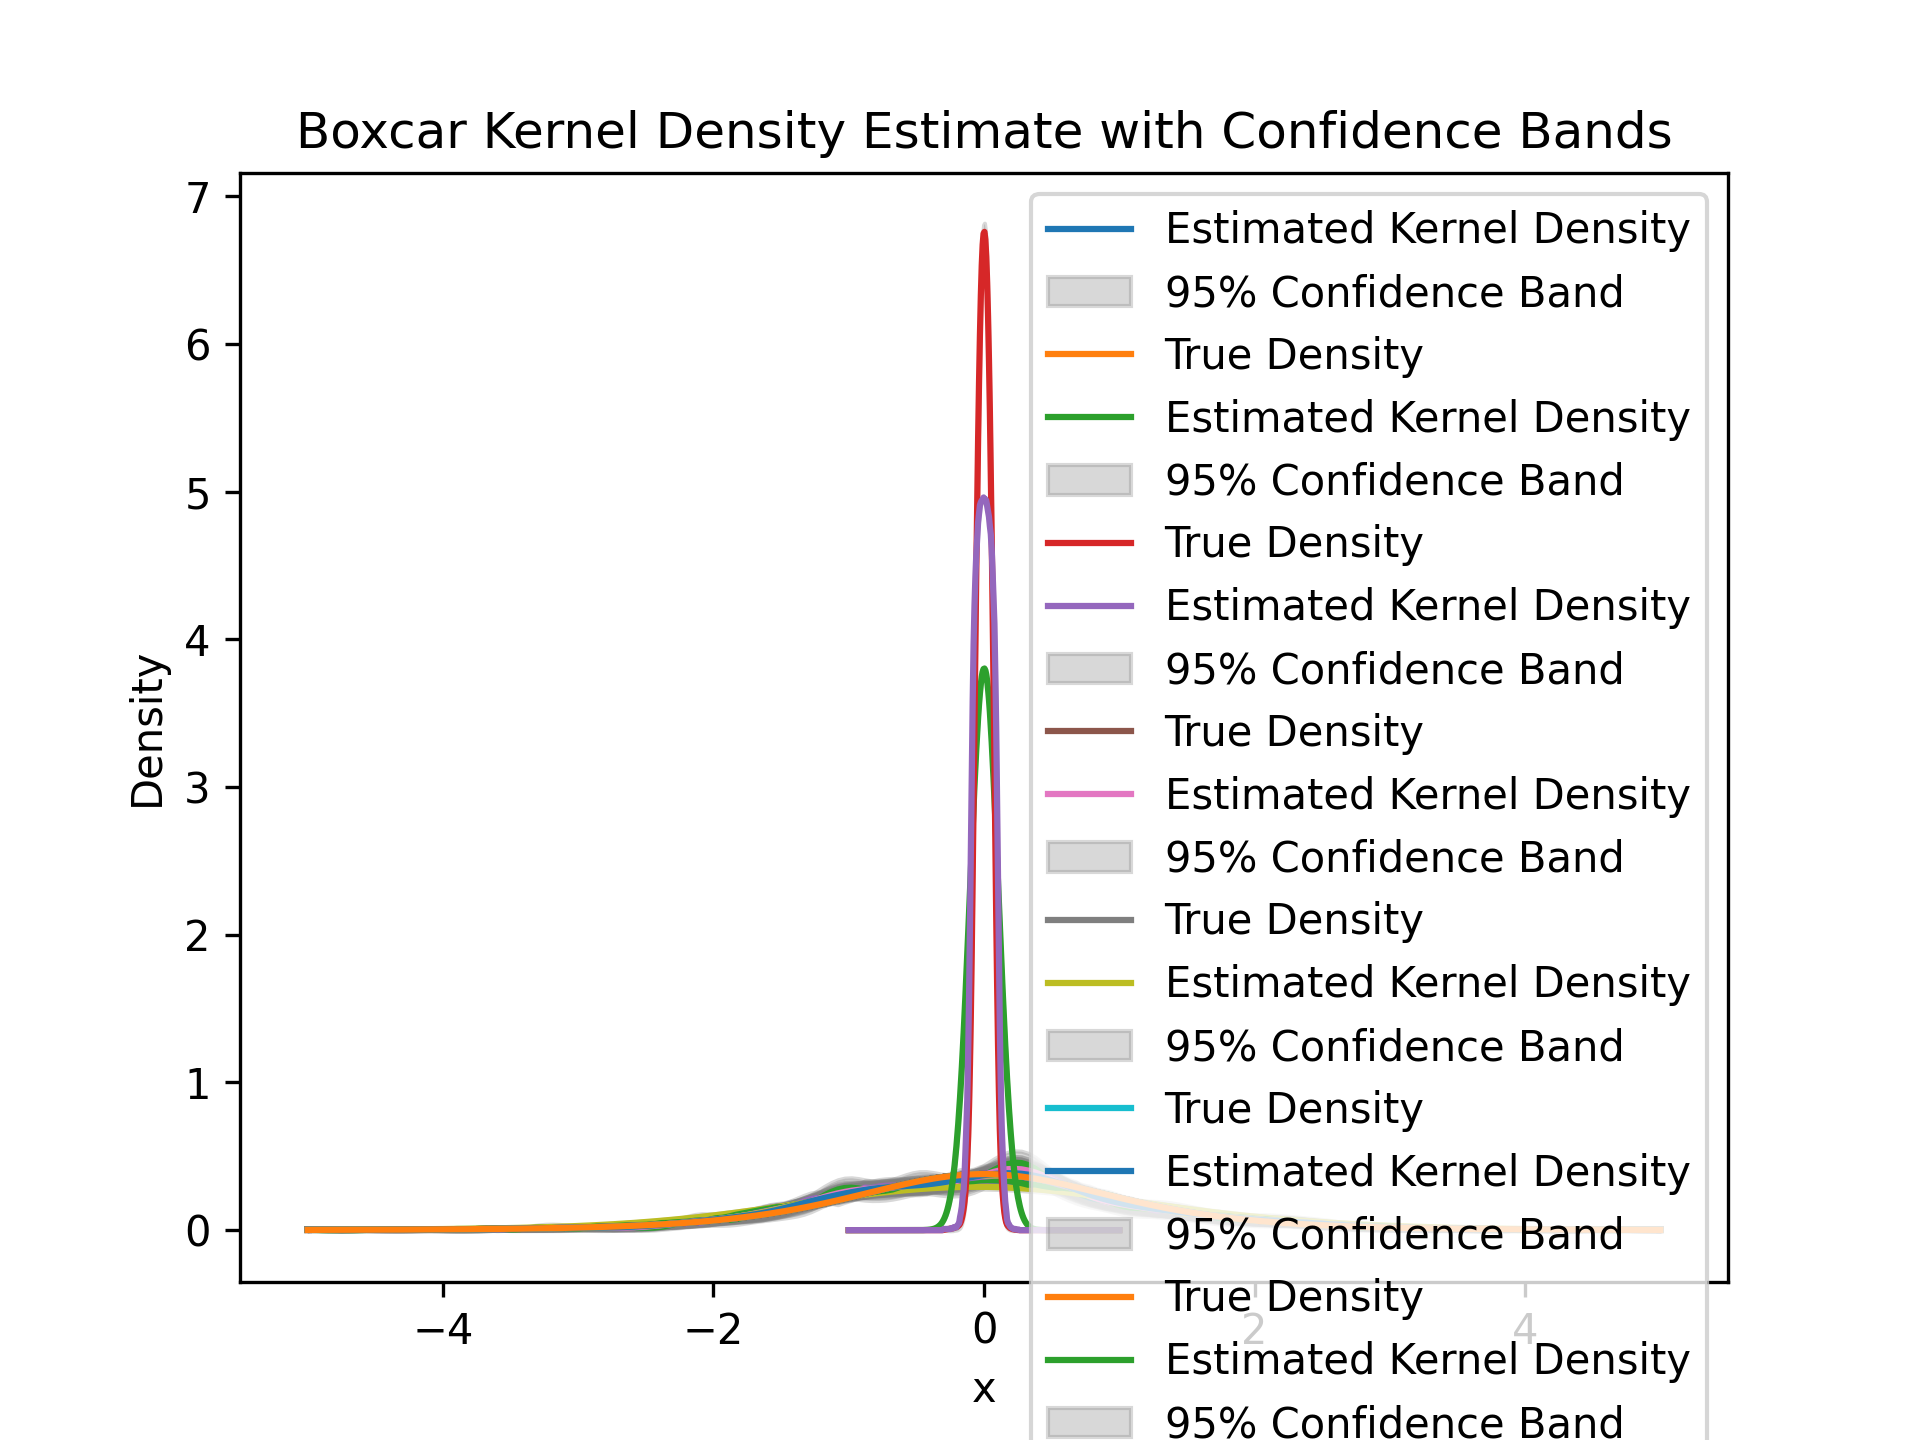 Boxcar Kernel Density Estimate with Confidence Bands
7
6
5
4
3
2
1
0
Density
−4
−2
0
2
4
x
Estimated Kernel Density
95% Confidence Band
True Density
Estimated Kernel Density
95% Confidence Band
True Density
Estimated Kernel Density
95% Confidence Band
True Density
Estimated Kernel Density
95% Confidence Band
True Density
Estimated Kernel Density
95% Confidence Band
True Density
Estimated Kernel Density
95% Confidence Band
True Density
Estimated Kernel Density
95% Confidence Band